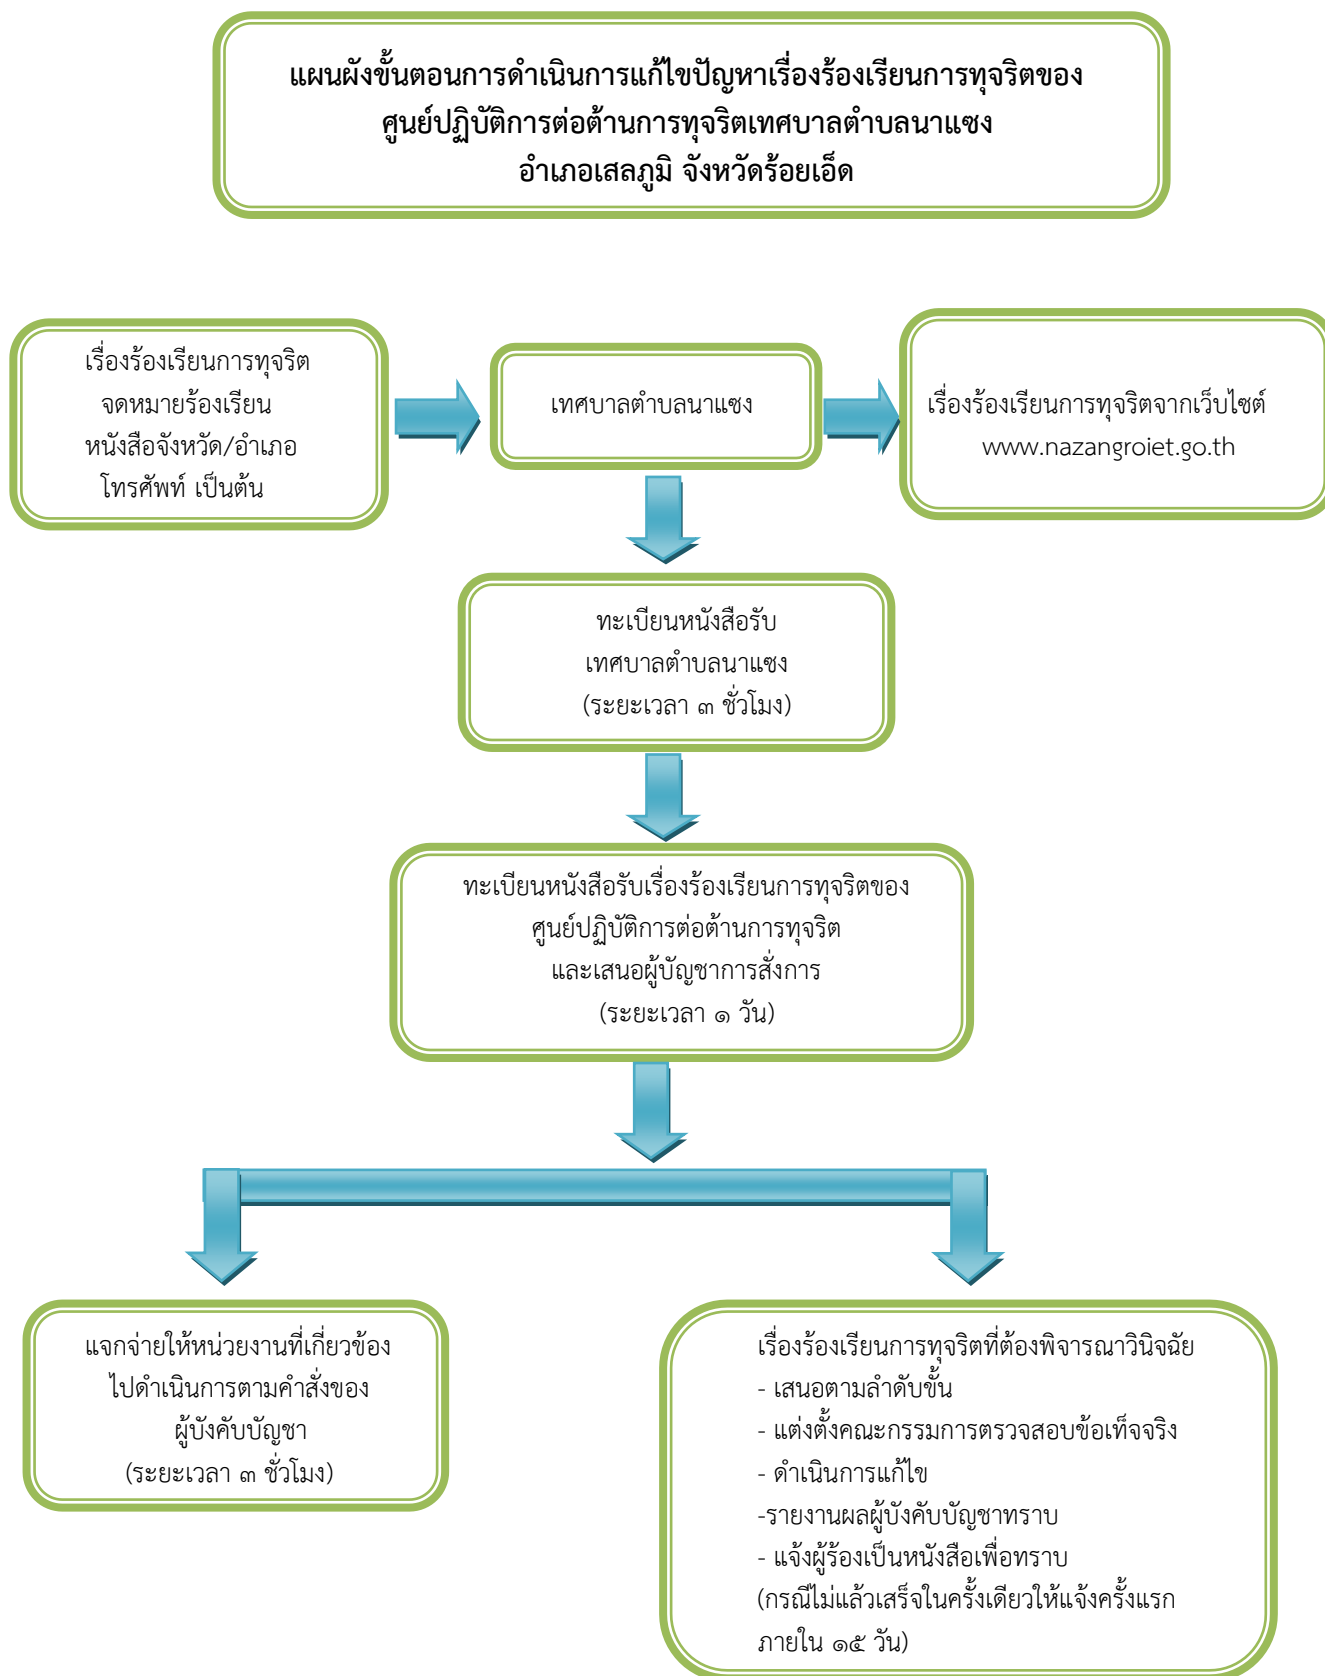 แผนผังขั้นตอนการดำเนินการแก้ไขปัญหาเรื่องร้องเรียนการทุจริตของ
ศูนย์ปฏิบัติการต่อต้านการทุจริตเทศบาลตำบลนาแซง
อำเภอเสลภูมิ จังหวัดร้อยเอ็ด
เรื่องร้องเรียนการทุจริต
จดหมายร้องเรียน
หนังสือจังหวัด/อำเภอ
โทรศัพท์ เป็นต้น
เทศบาลตำบลนาแซง
เรื่องร้องเรียนการทุจริตจากเว็บไซต์
www.nazangroiet.go.th
ทะเบียนหนังสือรับ
เทศบาลตำบลนาแซง
(ระยะเวลา ๓ ชั่วโมง)
ทะเบียนหนังสือรับเรื่องร้องเรียนการทุจริตของ
ศูนย์ปฏิบัติการต่อต้านการทุจริต
และเสนอผู้บัญชาการสั่งการ
(ระยะเวลา ๑ วัน)
แจกจ่ายให้หน่วยงานที่เกี่ยวข้อง
ไปดำเนินการตามคำสั่งของ
ผู้บังคับบัญชา
(ระยะเวลา ๓ ชั่วโมง)
เรื่องร้องเรียนการทุจริตที่ต้องพิจารณาวินิจฉัย
- เสนอตามลำดับขั้น
- แต่งตั้งคณะกรรมการตรวจสอบข้อเท็จจริง
- ดำเนินการแก้ไข
-รายงานผลผู้บังคับบัญชาทราบ
- แจ้งผู้ร้องเป็นหนังสือเพื่อทราบ
(กรณีไม่แล้วเสร็จในครั้งเดียวให้แจ้งครั้งแรก
ภายใน ๑๕ วัน)